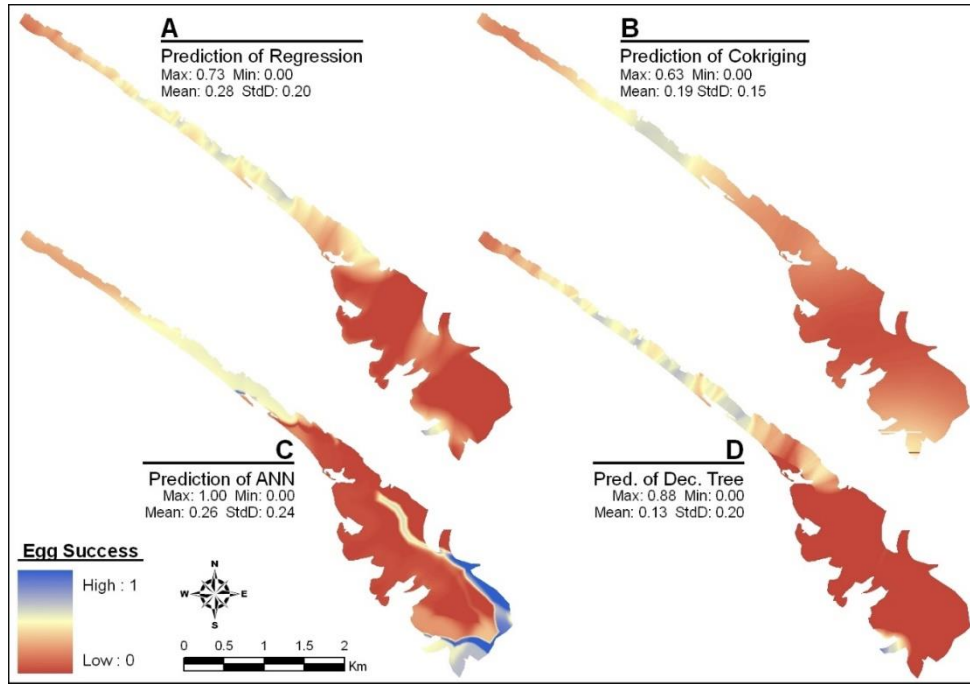 A
Prediction of Regression
Max: 0.73 Min: 0.00
Mean: 0.28 StdD: 0.20
B
Prediction of Cokriging
Max: 0.63 Min: 0.00
Mean: 0.19 StdD: 0.15
C
Prediction of ANN
Max: 1.00 Min: 0.00
Mean: 0.26 StdD: 0.24
D
Pred. of Dec. Tree
Max: 0.88 Min: 0.00
Mean: 0.13 StdD: 0.20
Egg Success
High : 1
Low : 0
N
W E
S
0 0.5 1 1.5 2
Km